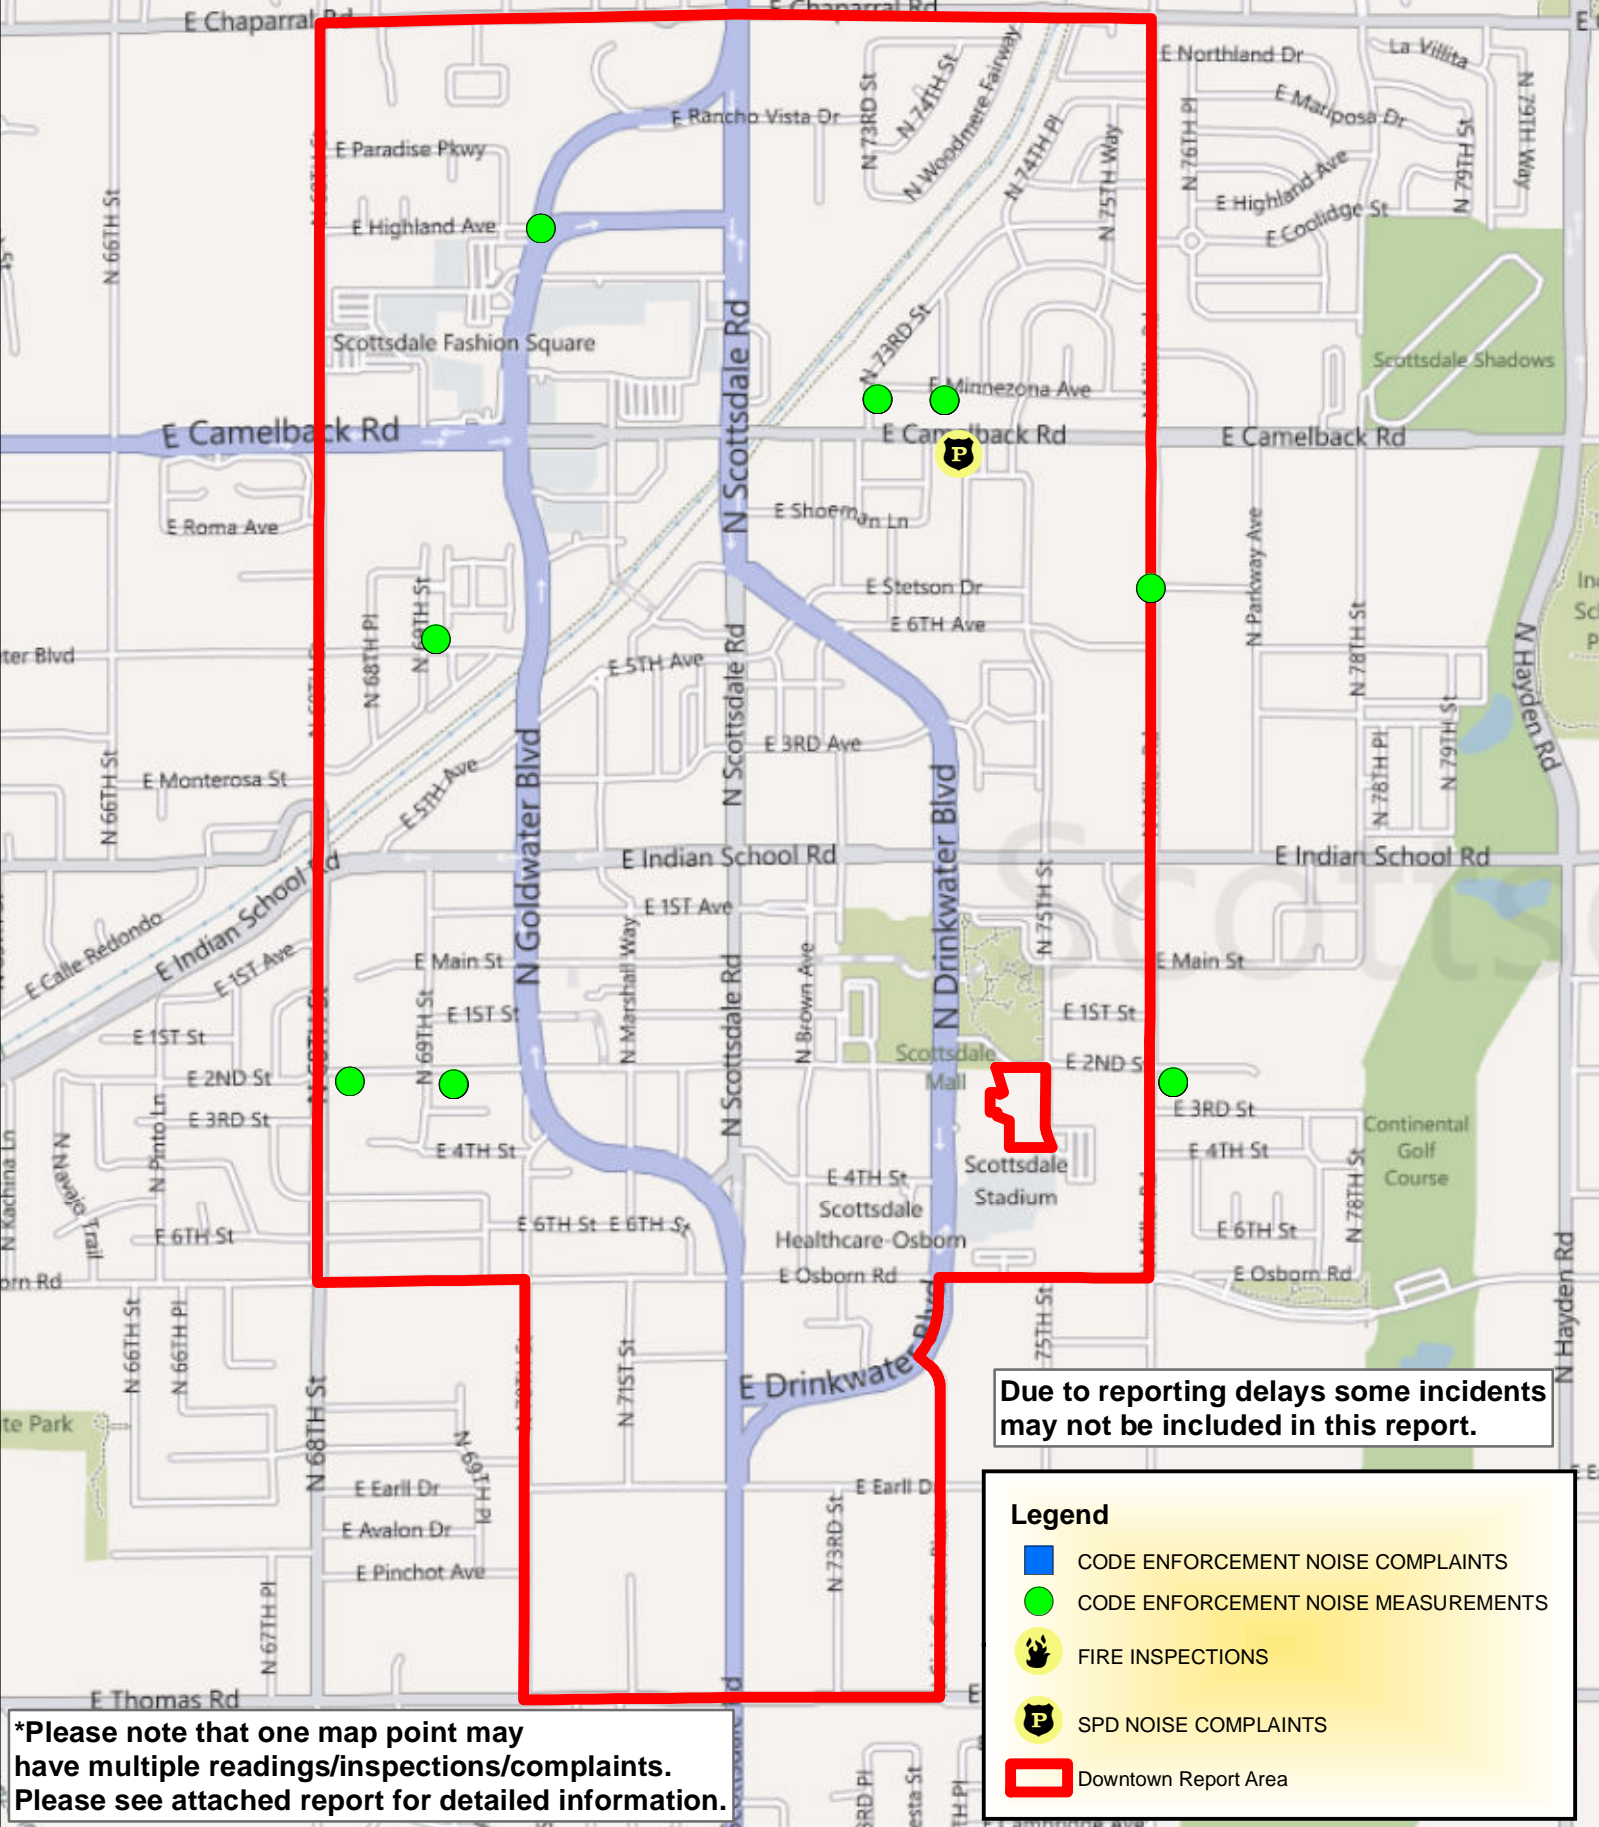 E Chaparral Rd
E Chaparral Rd
E Northland Dr
La Villita
N 79TH Way
E Mariposa Dr
N 79TH St
N 76TH Pl
E Highland Ave
E Coolidge St
N 73RD St
N 74TH St
N Woodmere Fairway
N 74TH Pl
N 75TH Way
E Rancho Vista Dr
E Paradise Pkwy
E Highland Ave
N 66TH St
Scottsdale Fashion Square
N Scottsdale Rd
N 73RD St
E Minnezona Ave
Scottsdale Shadows
E Camelback Rd
E Camelback Rd
E Camelback Rd
P
E Roma Ave
E Shoeman Ln
N Parkway Ave
E Stetson Dr
E 6TH Ave
N 69TH St
N 68TH Pl
ter Blvd
E 5TH Ave
N Scottsdale Rd
N 78TH St
N Hayden Rd
N 79TH St
N 78TH Pl
E 3RD Ave
E Monterosa St
N 66TH St
E 5TH Ave
N Goldwater Blvd
N Drinkwater Blvd
E Indian School Rd
E Indian School Rd
E Indian School Rd
Scotts
N 75TH St
E 1ST Ave
E Calle Redondo
E 1ST Ave
E Main St
E Main St
N Marshall Way
N Scottsdale Rd
N Brown Ave
N 69TH St
N 68TH St
E 1ST St
E 1ST St
E 1ST St
Scottsdale
Mall
E 2ND St
E 2ND S
E 3RD St
E 3RD St
N Pinto Ln
N Navajo Trail
N Kachina Ln
E 4TH St
E 4TH St
E 4TH St
Continental
Golf
Course
N 78TH St
Scottsdale
Stadium
Scottsdale
Healthcare-Osborn
E 6TH St
E 6TH St
E 6TH St
E 6TH St
E Osborn Rd
E Osborn Rd
orn Rd
N Hayden Rd
N 66TH St
N 66TH Pl
N 68TH St
N 71ST St
75TH St
E Drinkwater Blvd
te Park
N 69TH Pl
E Earll Dr
E Earll D
E Avalon Dr
E Pinchot Ave
N 67TH Pl
N 73RD St
E Thomas Rd
Due to reporting delays some incidents
may not be included in this report.
Legend
CODE ENFORCEMENT NOISE COMPLAINTS
CODE ENFORCEMENT NOISE MEASUREMENTS
FIRE INSPECTIONS
P
SPD NOISE COMPLAINTS
Downtown Report Area
*Please note that one map point may
have multiple readings/inspections/complaints.
Please see attached report for detailed information.